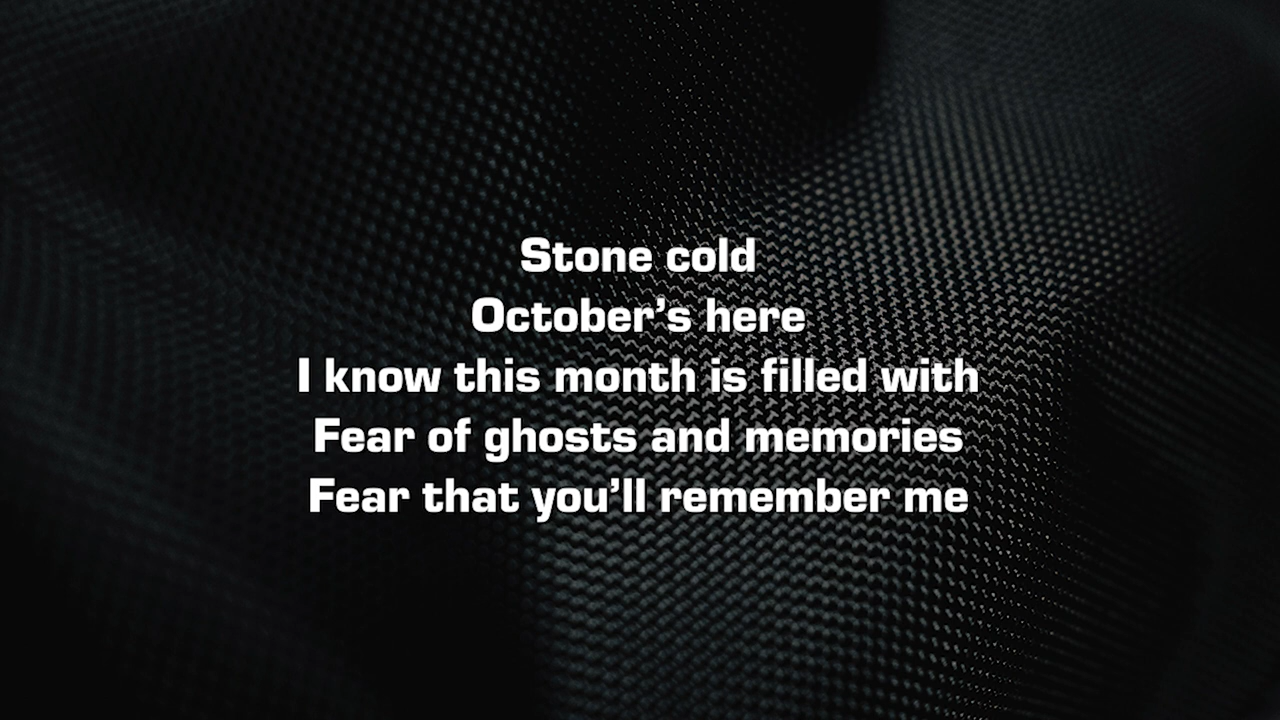 Stone cold
October’s here
I know this month is filled with
Fear of ghosts and memories
Fear that you’ll remember me